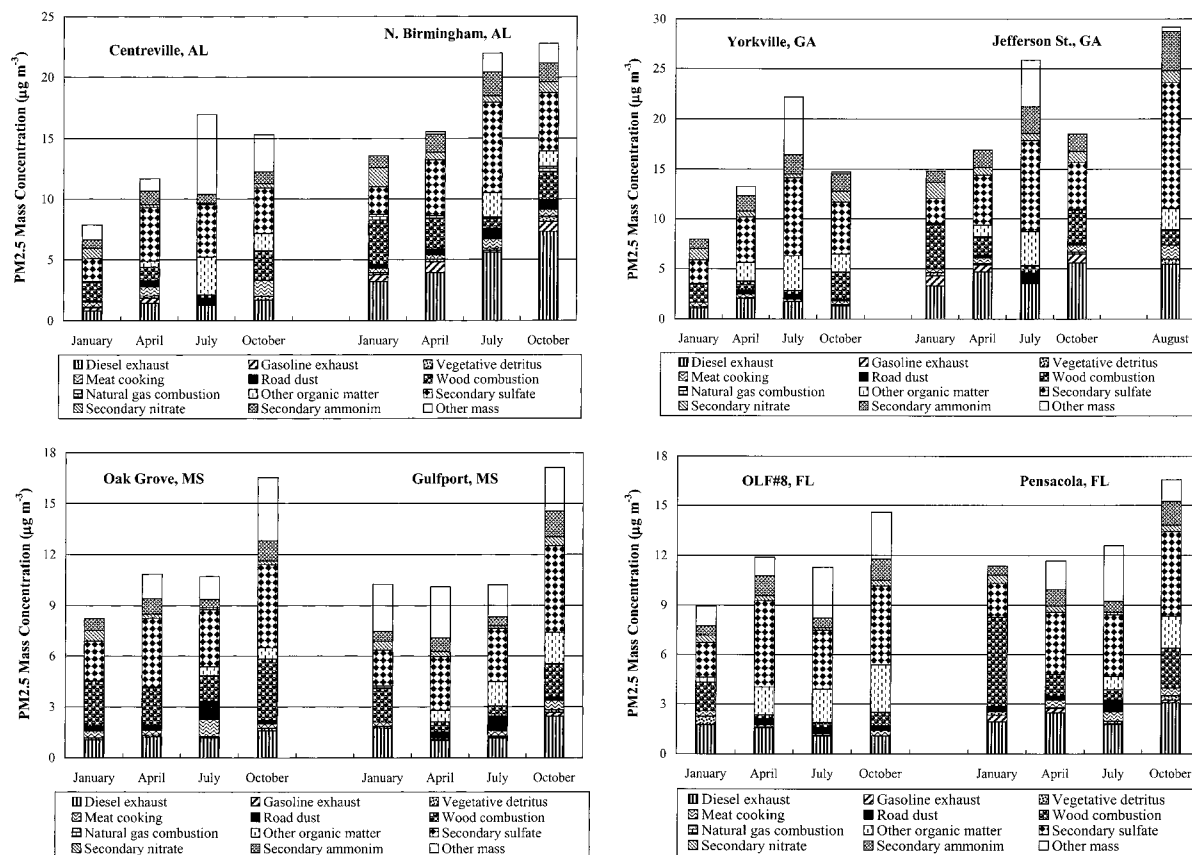 PM2.5 Mass Concentration (µg m-3)
25
20
15
10
5
0
Centreville, AL
N. Birmingham, AL
January April July October January April July October
Diesel exhaust Gasoline exhaust Vegetative detritus
Meat cooking Road dust Wood combustion
Natural gas combustion Other organic matter Secondary sulfate
Secondary nitrate Secondary ammonim Other mass
PM2.5 Mass Concentration (µg m-3)
30
25
20
15
10
5
0
Yorkville, GA
Jefferson St., GA
January April July October January April July October August
Diesel exhaust Gasoline exhaust Vegetative detritus
Meat cooking Road dust Wood combustion
Natural gas combustion Other organic matter Secondary sulfate
Secondary nitrate Secondary ammonim Other mass
PM2.5 Mass Concentration (µg m-3)
18
15
12
9
6
3
0
Oak Grove, MS
Gulfport, MS
January April July October January April July October
Diesel exhaust Gasoline exhaust Vegetative detritus
Meat cooking Road dust Wood combustion
Natural gas combustion Other organic matter Secondary sulfate
Secondary nitrate Secondary ammonim Other mass
PM2.5 Mass Concentration (µg m-3)
18
15
12
9
6
3
0
OLF#8, FL
Pensacola, FL
January April July October January April July October
Diesel exhaust Gasoline exhaust Vegetative detritus
Meat cooking Road dust Wood combustion
Natural gas combustion Other organic matter Secondary sulfate
Secondary nitrate Secondary ammonim Other mass